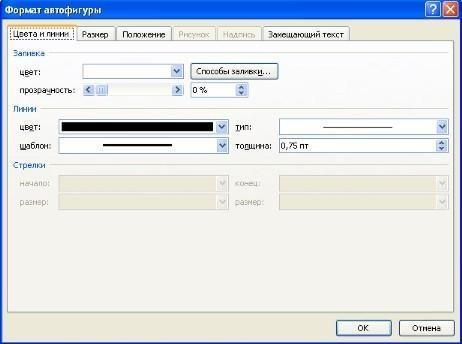 Формат автофигуры
Цвета и линии Размер Положение Рисунок Надпись Замещающий текст
Заливка
цвет: Способы заливки...
прозрачность: 0 %
Линии
цвет: тип:
шаблон: толщина: 0,75 пт
Стрелки
начало: конец:
размер: размер:
ОК Отмена